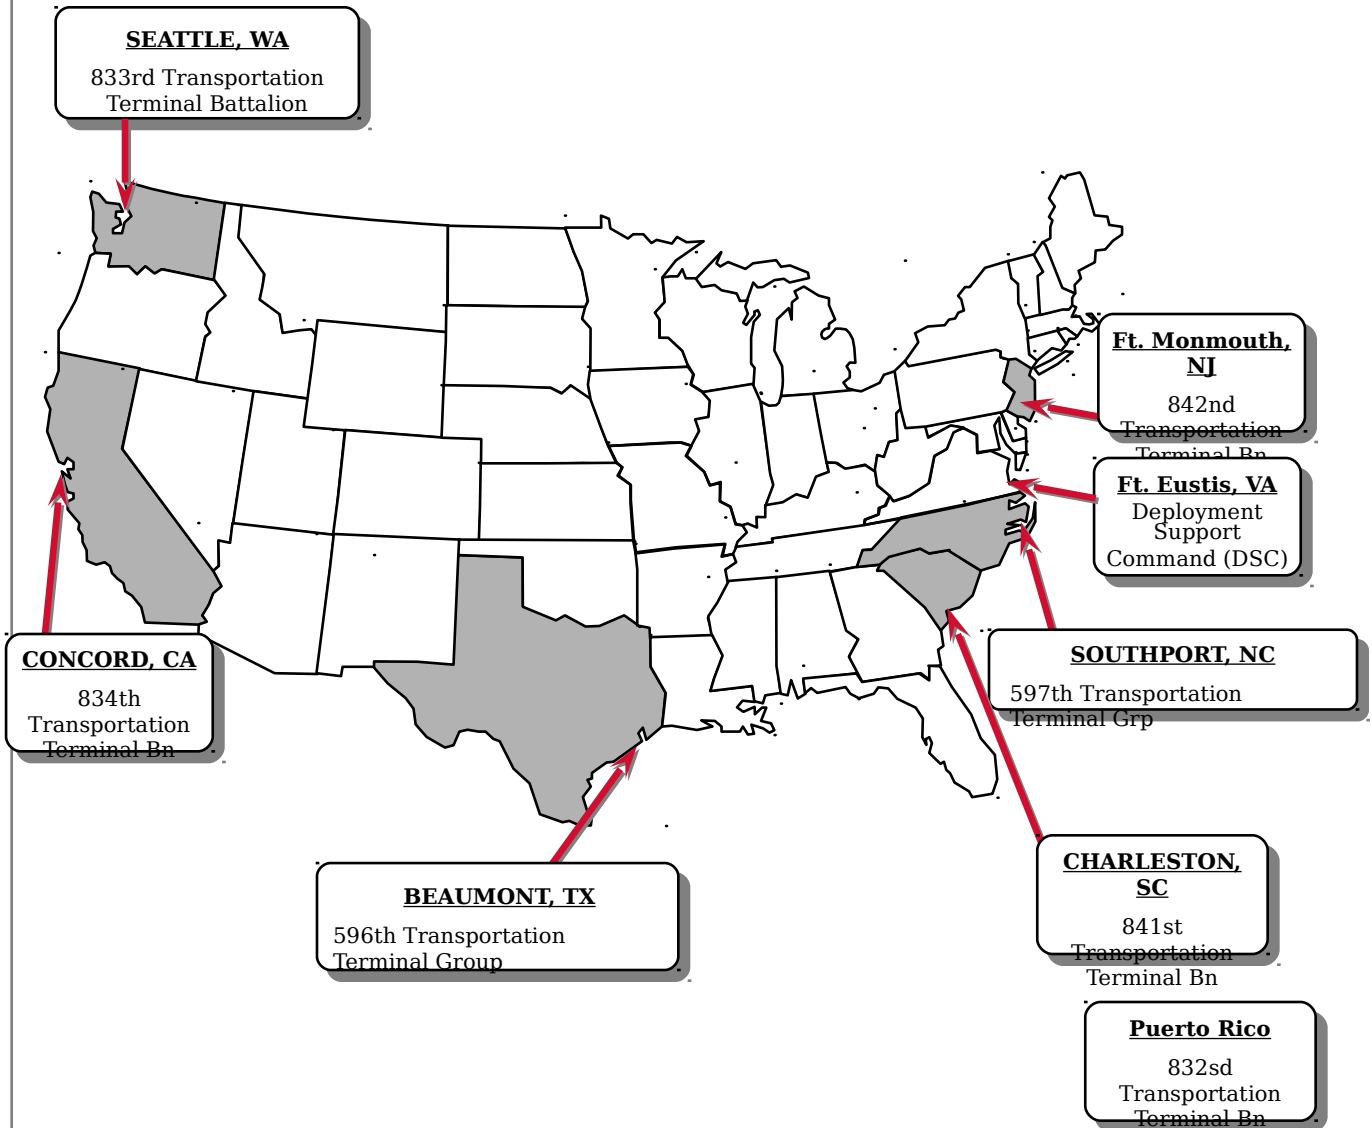 SEATTLE, WA
833rd Transportation
Terminal Battalion
Ft. Monmouth,
NJ
842nd
Transportation
Terminal Bn
Ft. Eustis, VA
Deployment
Support
Command (DSC)
CONCORD, CA
834th
Transportation
Terminal Bn
SOUTHPORT, NC
597th Transportation
Terminal Grp
BEAUMONT, TX
596th Transportation
Terminal Group
CHARLESTON,
SC
841st
Transportation
Terminal Bn
Puerto Rico
832sd
Transportation
Terminal Bn